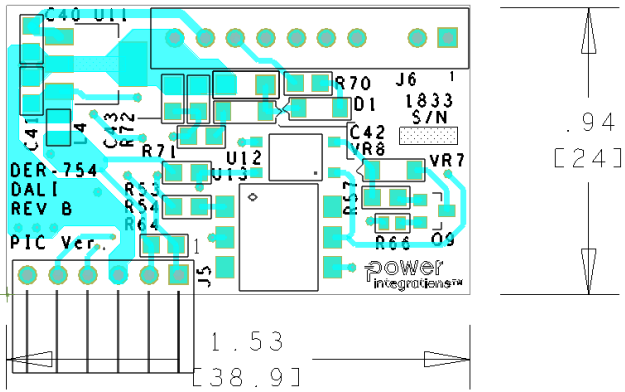 C40 U11
R70
J6 1
D1
1833
S/N
C41
L4
C43
R72
C42
VR8
R71
U12
VR7
U13
DER-754
DALI
REV B
R53
R54
R64
R57
PIC Ver.
1
R66
Q9
J5
power
integrations™
.94
[24]
1.53
[38.9]